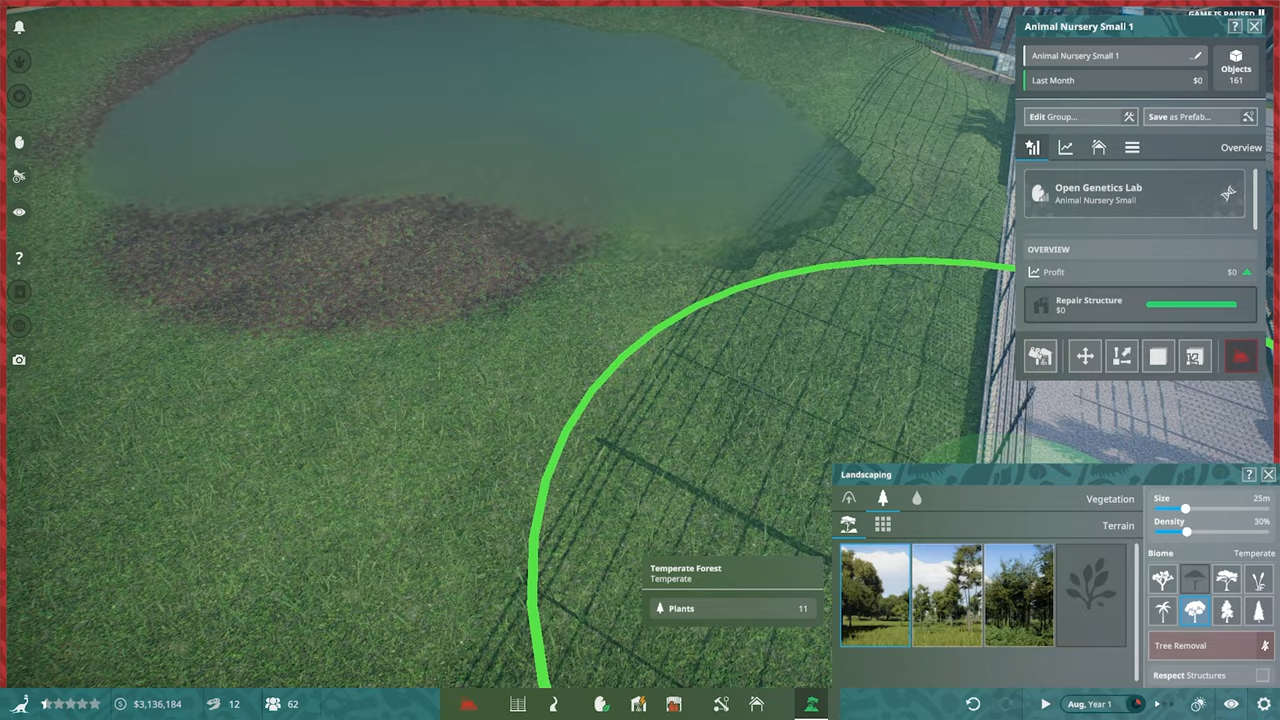 GAME IS PAUSED
Animal Nursery Small 1
?
Animal Nursery Small 1
Objects
161
Last Month $0
Edit Group...
Save as Prefab...
Overview
Open Genetics Lab
Animal Nursery Small
OVERVIEW
Profit $0
Repair Structure
$0
?
Landscaping
?
Vegetation
Terrain
Size 25m
Density 30%
Biome Temperate
Temperate Forest
Temperate
Plants 11
Tree Removal
Respect Structures
$3,136,184
12
62
Aug, Year 1